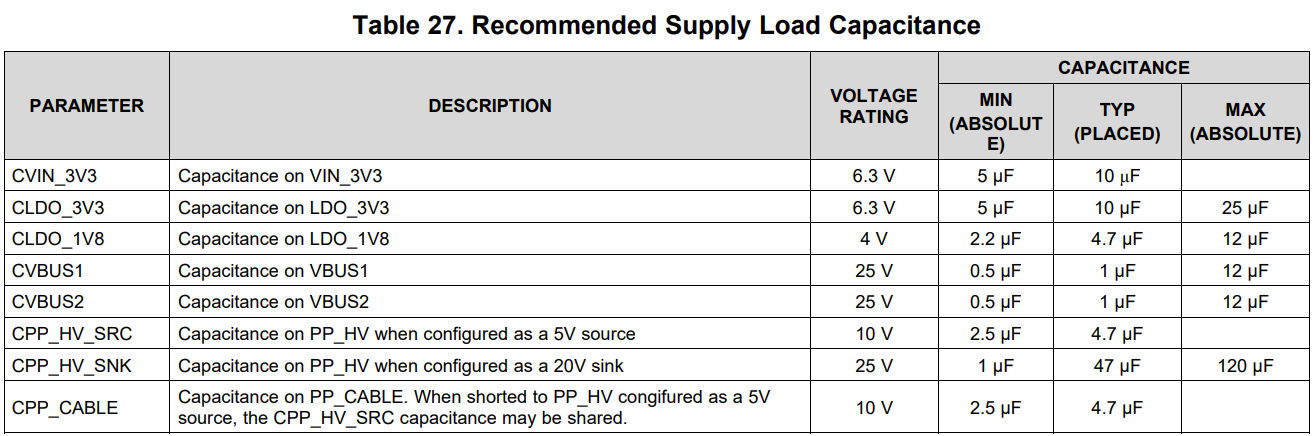 Table 27. Recommended Supply Load Capacitance
PARAMETER DESCRIPTION VOLTAGE RATING CAPACITANCE
MIN (ABSOLUT E) TYP (PLACED) MAX (ABSOLUTE)
CVIN_3V3 Capacitance on VIN_3V3 6.3 V 5 µF 10 μF
CLDO_3V3 Capacitance on LDO_3V3 6.3 V 5 µF 10 µF 25 µF
CLDO_1V8 Capacitance on LDO_1V8 4 V 2.2 µF 4.7 µF 12 µF
CVBUS1 Capacitance on VBUS1 25 V 0.5 µF 1 µF 12 µF
CVBUS2 Capacitance on VBUS2 25 V 0.5 µF 1 µF 12 µF
CPP_HV_SRC Capacitance on PP_HV when configured as a 5V source 10 V 2.5 µF 4.7 µF
CPP_HV_SNK Capacitance on PP_HV when configured as a 20V sink 25 V 1 µF 47 µF 120 µF
CPP_CABLE Capacitance on PP_CABLE. When shorted to PP_HV congifured as a 5V
source, the CPP_HV_SRC capacitance may be shared. 10 V 2.5 µF 4.7 µF